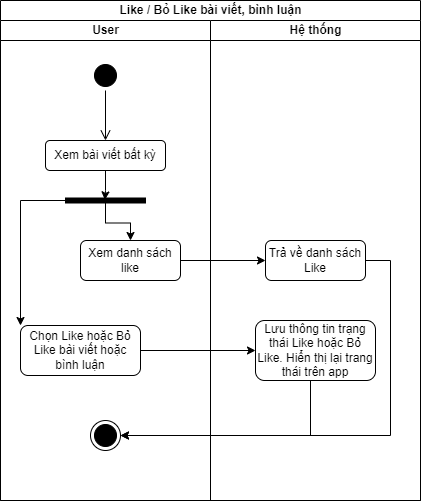 Like / Bỏ Like bài viết, bình luận
User
Hệ thống
Xem bài viết bất kỳ
Xem danh sách
like
Trả về danh sách
Like
Chọn Like hoặc Bỏ
Like bài viết hoặc
bình luận
Lưu thông tin trạng
thái Like hoặc Bỏ
Like. Hiển thị lại trang
thái trên app